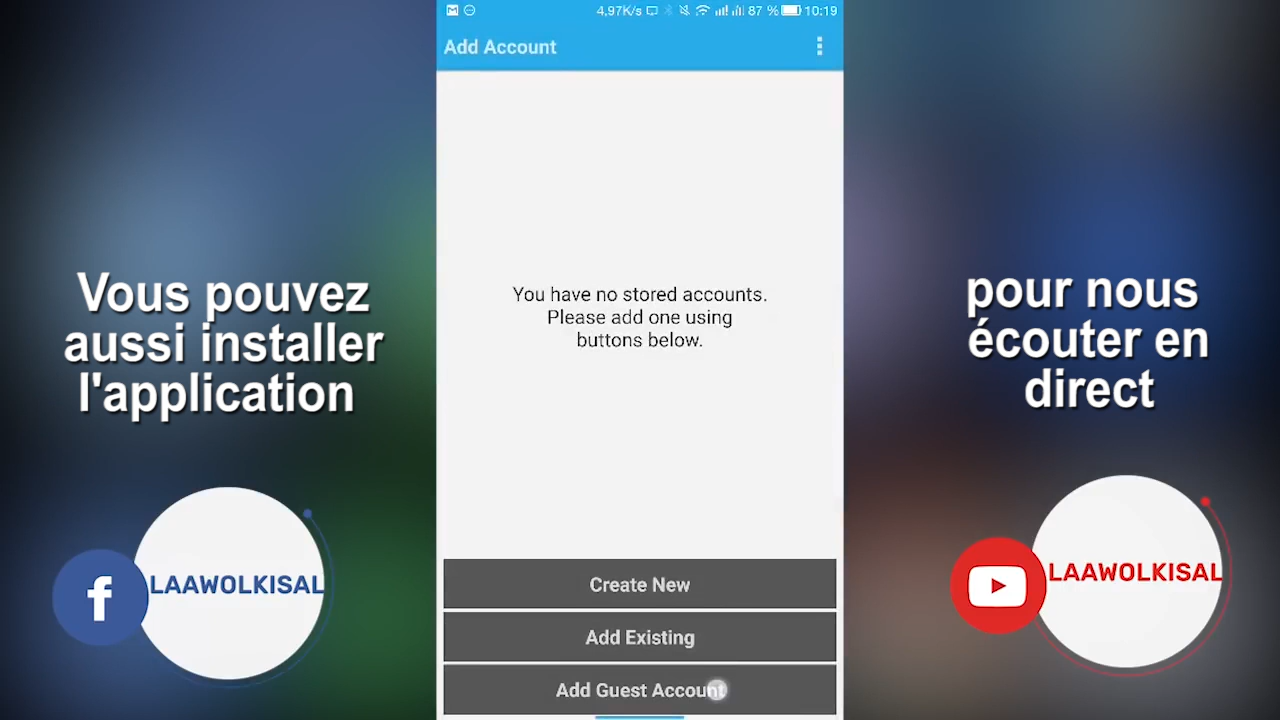 4,97K/s 87 % 10:19
Add Account
You have no stored accounts.
Please add one using
buttons below.
Create New
Add Existing
Add Guest Account
Vous pouvez
aussi installer
l'application
LAAWOLKISAL
pour nous
écouter en
direct
LAAWOLKISAL